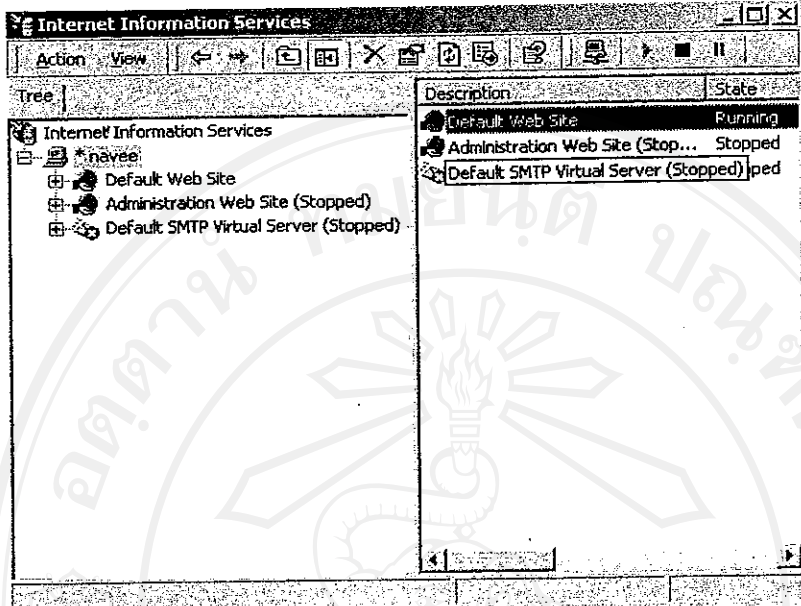 Internet Information Services
Action View
Tree
Description State
Internet Information Services
* navee
Default Web Site
Administration Web Site (Stopped)
Default SMTP Virtual Server (Stopped)
Default Web Site Running
Administration Web Site (Stop... Stopped
Default SMTP Virtual Server (Stopped) pped